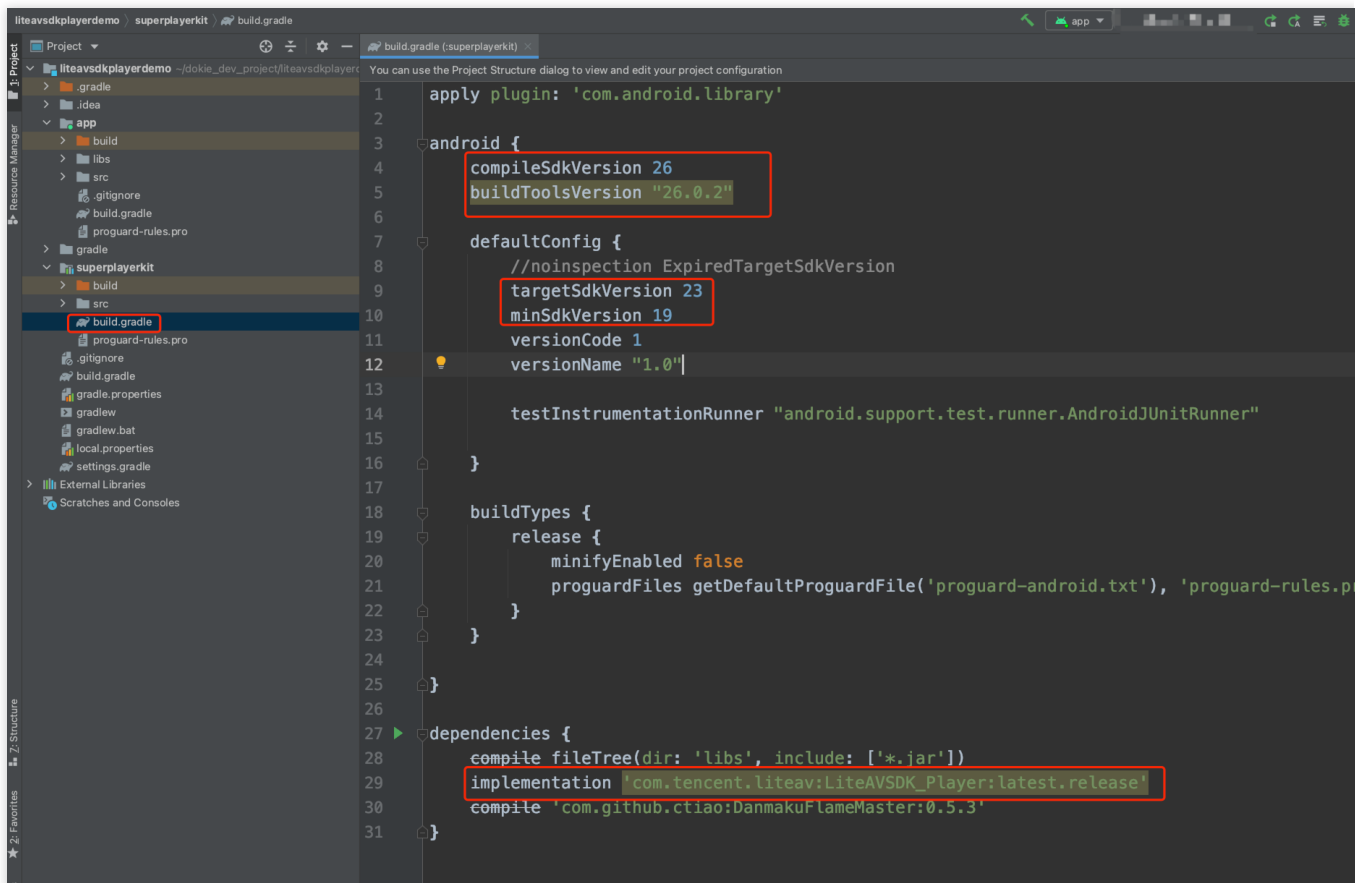 liteavsdkplayerdemo superplayerkit build.gradle
app
Project
build.gradle (:superplayerkit)
1: Project
Resource Manager
Z: Structure
2: Favorites
liteavsdkplayerdemo ~/dokie_dev_project/liteavsdkplayerd
.gradle
.idea
app
build
libs
src
.gitignore
build.gradle
proguard-rules.pro
gradle
superplayerkit
build
src
build.gradle
proguard-rules.pro
.gitignore
build.gradle
gradle.properties
gradlew
gradlew.bat
local.properties
settings.gradle
External Libraries
Scratches and Consoles
You can use the Project Structure dialog to view and edit your project configuration
1 apply plugin: 'com.android.library'
2
3 android {
4 compileSdkVersion 26
5 buildToolsVersion "26.0.2"
6
7 defaultConfig {
8 //noinspection ExpiredTargetSdkVersion
9 targetSdkVersion 23
10 minSdkVersion 19
11 versionCode 1
12 versionName "1.0"
13
14 testInstrumentationRunner "android.support.test.runner.AndroidJUnitRunner"
15
16 }
17
18 buildTypes {
19 release {
20 minifyEnabled false
21 proguardFiles getDefaultProguardFile('proguard-android.txt'), 'proguard-rules.pr
22 }
23 }
24
25 }
26
27 dependencies {
28 compile fileTree(dir: 'libs', include: ['*.jar'])
29 implementation 'com.tencent.liteav:LiteAVSDK_Player:latest.release'
30 compile 'com.github.ctiao:DanmakuFlameMaster:0.5.3'
31 }